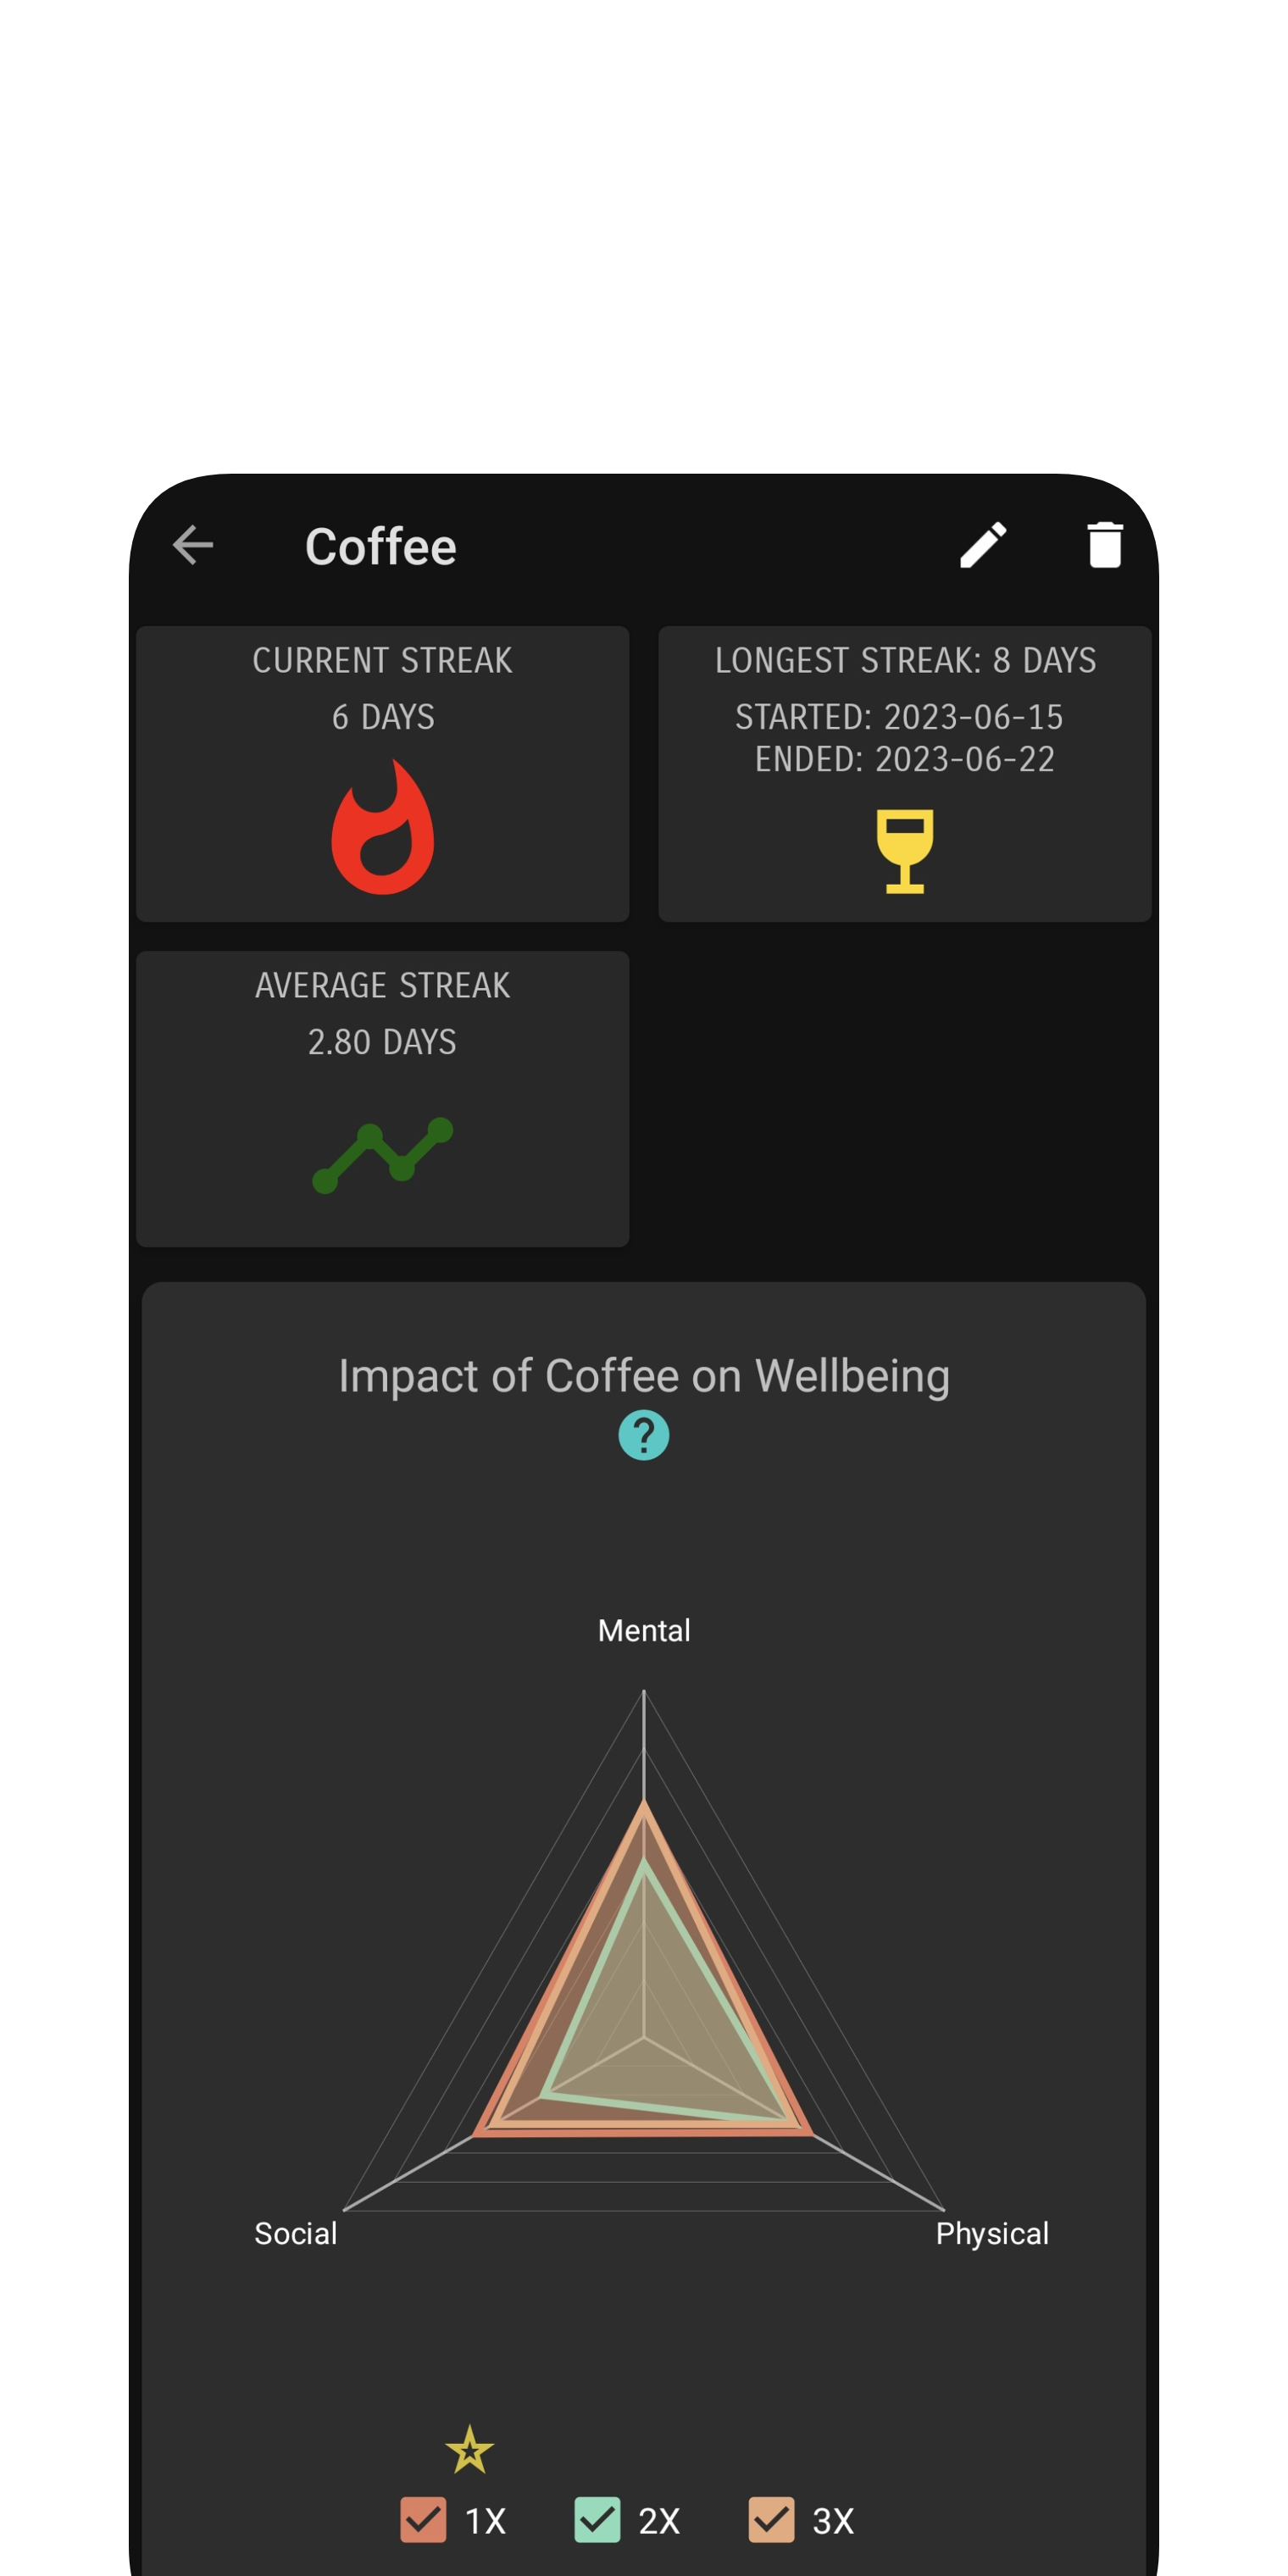 Coffee
CURRENT STREAK
6 DAYS
LONGEST STREAK: 8 DAYS
STARTED: 2023-06-15
ENDED: 2023-06-22
AVERAGE STREAK
2.80 DAYS
Impact of Coffee on Wellbeing
?
Mental
Social
Physical
1X
2X
3X